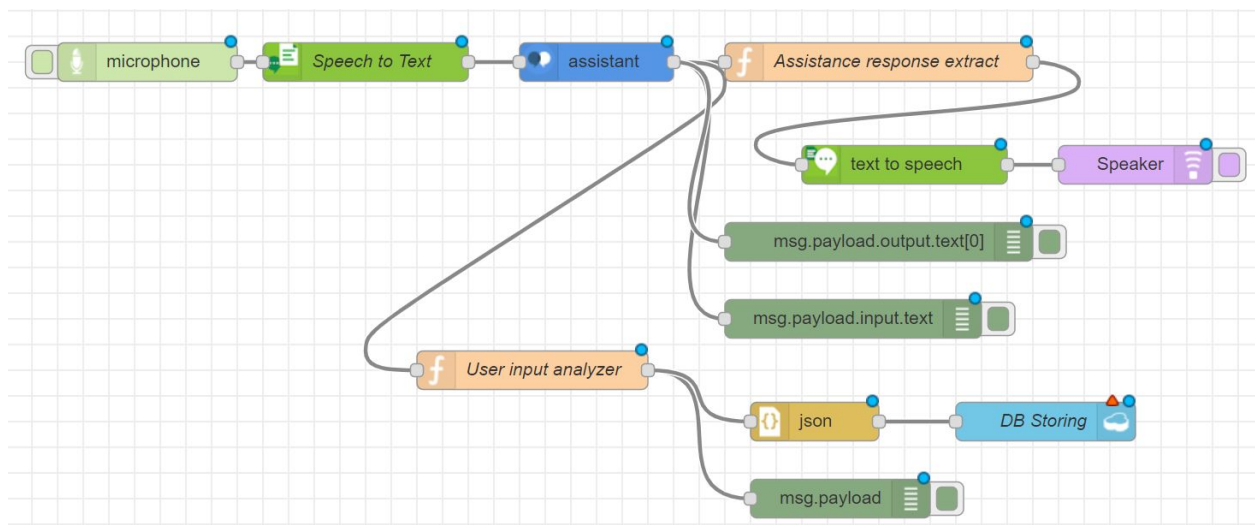 microphone
Speech to Text
assistant
Assistance response extract
text to speech
Speaker
msg.payload.output.text[0]
msg.payload.input.text
User input analyzer
json
DB Storing
msg.payload